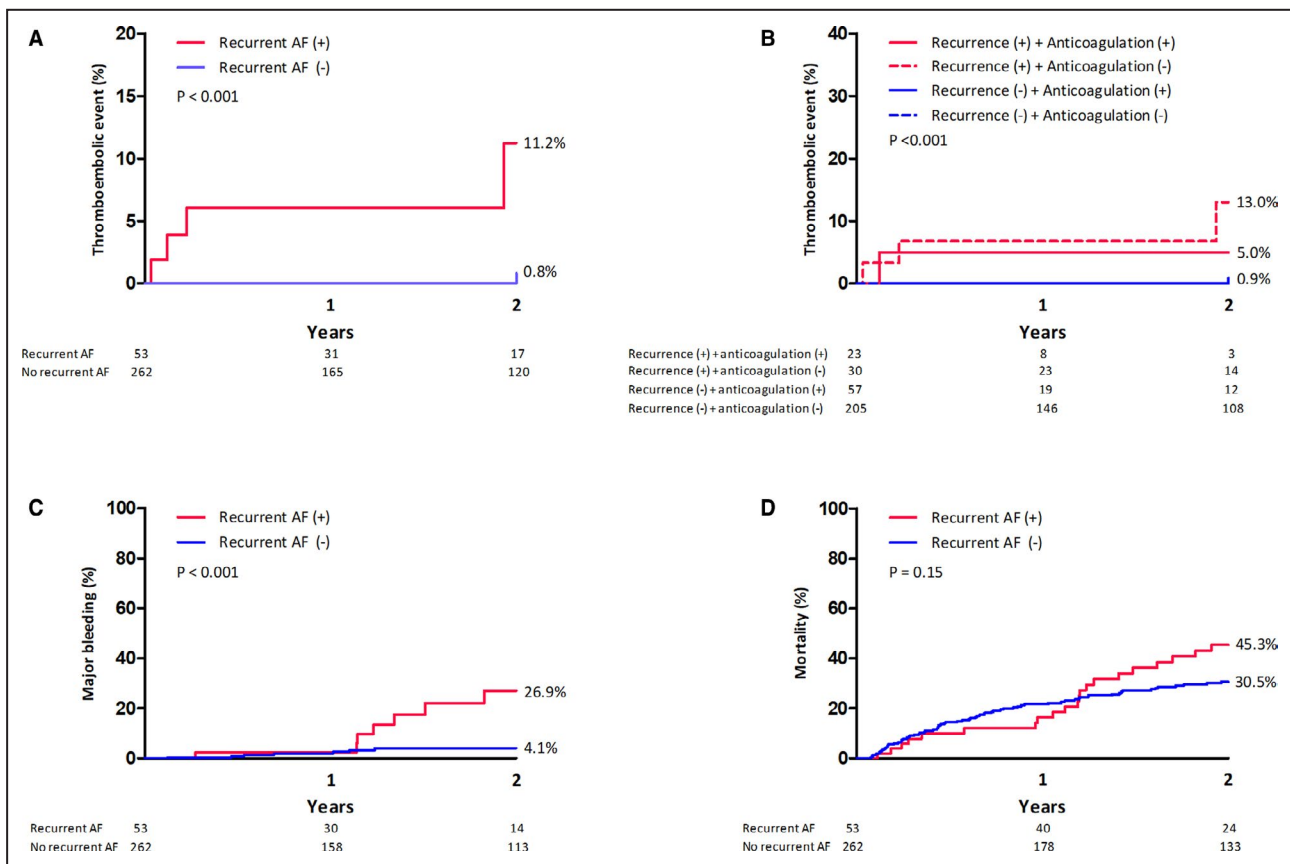 A
20
15
10
5
0
Thromboembolic event (%)
Recurrent AF (+)
Recurrent AF (-)
P < 0.001
11.2%
0.8%
1 2
Years
Recurrent AF 53 31 17
No recurrent AF 262 165 120
B
40
30
20
10
0
Thromboembolic event (%)
Recurrence (+) + Anticoagulation (+)
Recurrence (+) + Anticoagulation (-)
Recurrence (-) + Anticoagulation (+)
Recurrence (-) + Anticoagulation (-)
P <0.001
13.0%
5.0%
0.9%
1 2
Years
Recurrence (+) + anticoagulation (+) 23 8 3
Recurrence (+) + anticoagulation (-) 30 23 14
Recurrence (-) + anticoagulation (+) 57 19 12
Recurrence (-) + anticoagulation (-) 205 146 108
C
100
80
60
40
20
0
Major bleeding (%)
Recurrent AF (+)
Recurrent AF (-)
P < 0.001
26.9%
4.1%
1 2
Years
Recurrent AF 53 30 14
No recurrent AF 262 158 113
D
100
80
60
40
20
0
Mortality (%)
Recurrent AF (+)
Recurrent AF (-)
P = 0.15
45.3%
30.5%
1 2
Years
Recurrent AF 53 40 24
No recurrent AF 262 178 133